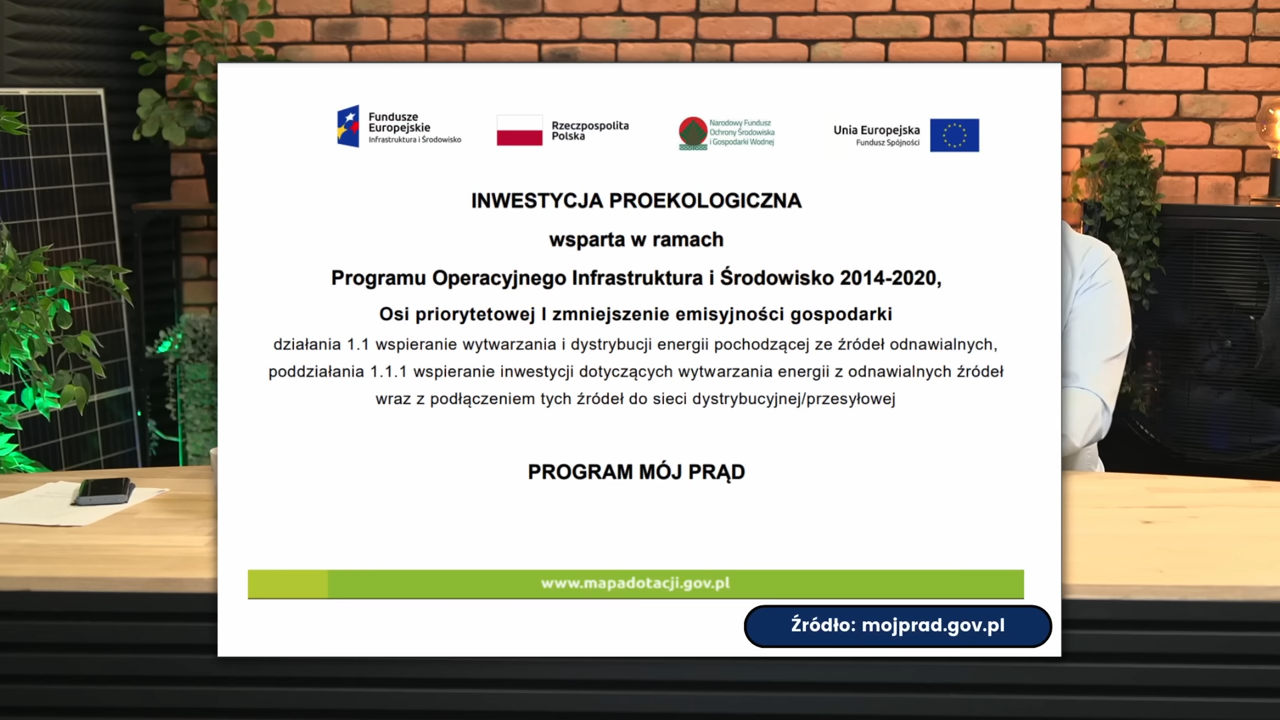 Fundusze
Europejskie
Infrastruktura i Środowisko
Rzeczpospolita
Polska
Narodowy Fundusz
Ochrony Środowiska
i Gospodarki Wodnej
Unia Europejska
Fundusz Spójności
INWESTYCJA PROEKOLOGICZNA
wsparta w ramach
Programu Operacyjnego Infrastruktura i Środowisko 2014-2020,
Osi priorytetowej I zmniejszenie emisyjności gospodarki
działania 1.1 wspieranie wytwarzania i dystrybucji energii pochodzącej ze źródeł odnawialnych,
poddziałania 1.1.1 wspieranie inwestycji dotyczących wytwarzania energii z odnawialnych źródeł
wraz z podłączeniem tych źródeł do sieci dystrybucyjnej/przesyłowej
PROGRAM MÓJ PRĄD
www.mapadotacji.gov.pl
Źródło: mojprad.gov.pl